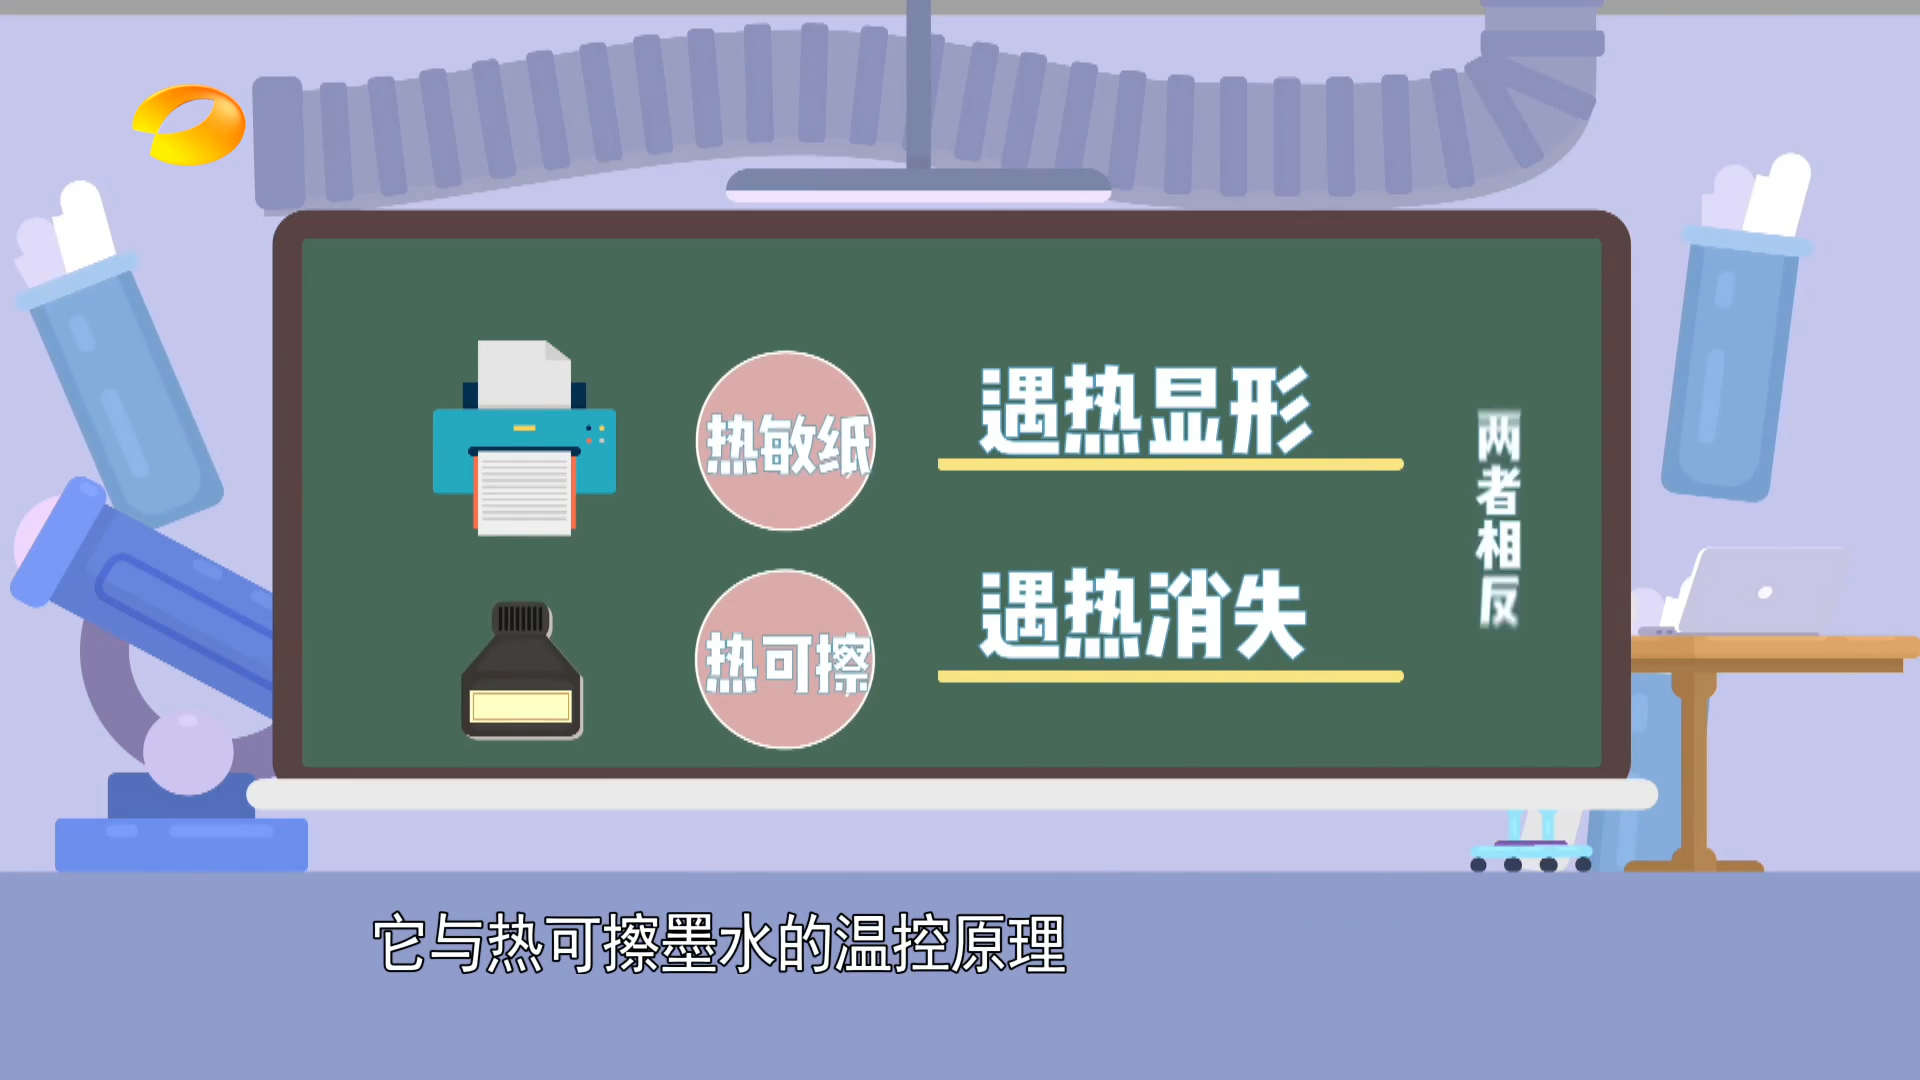 热敏纸
遇热显形
热可擦
遇热消失
两者相反
它与热可擦墨水的温控原理